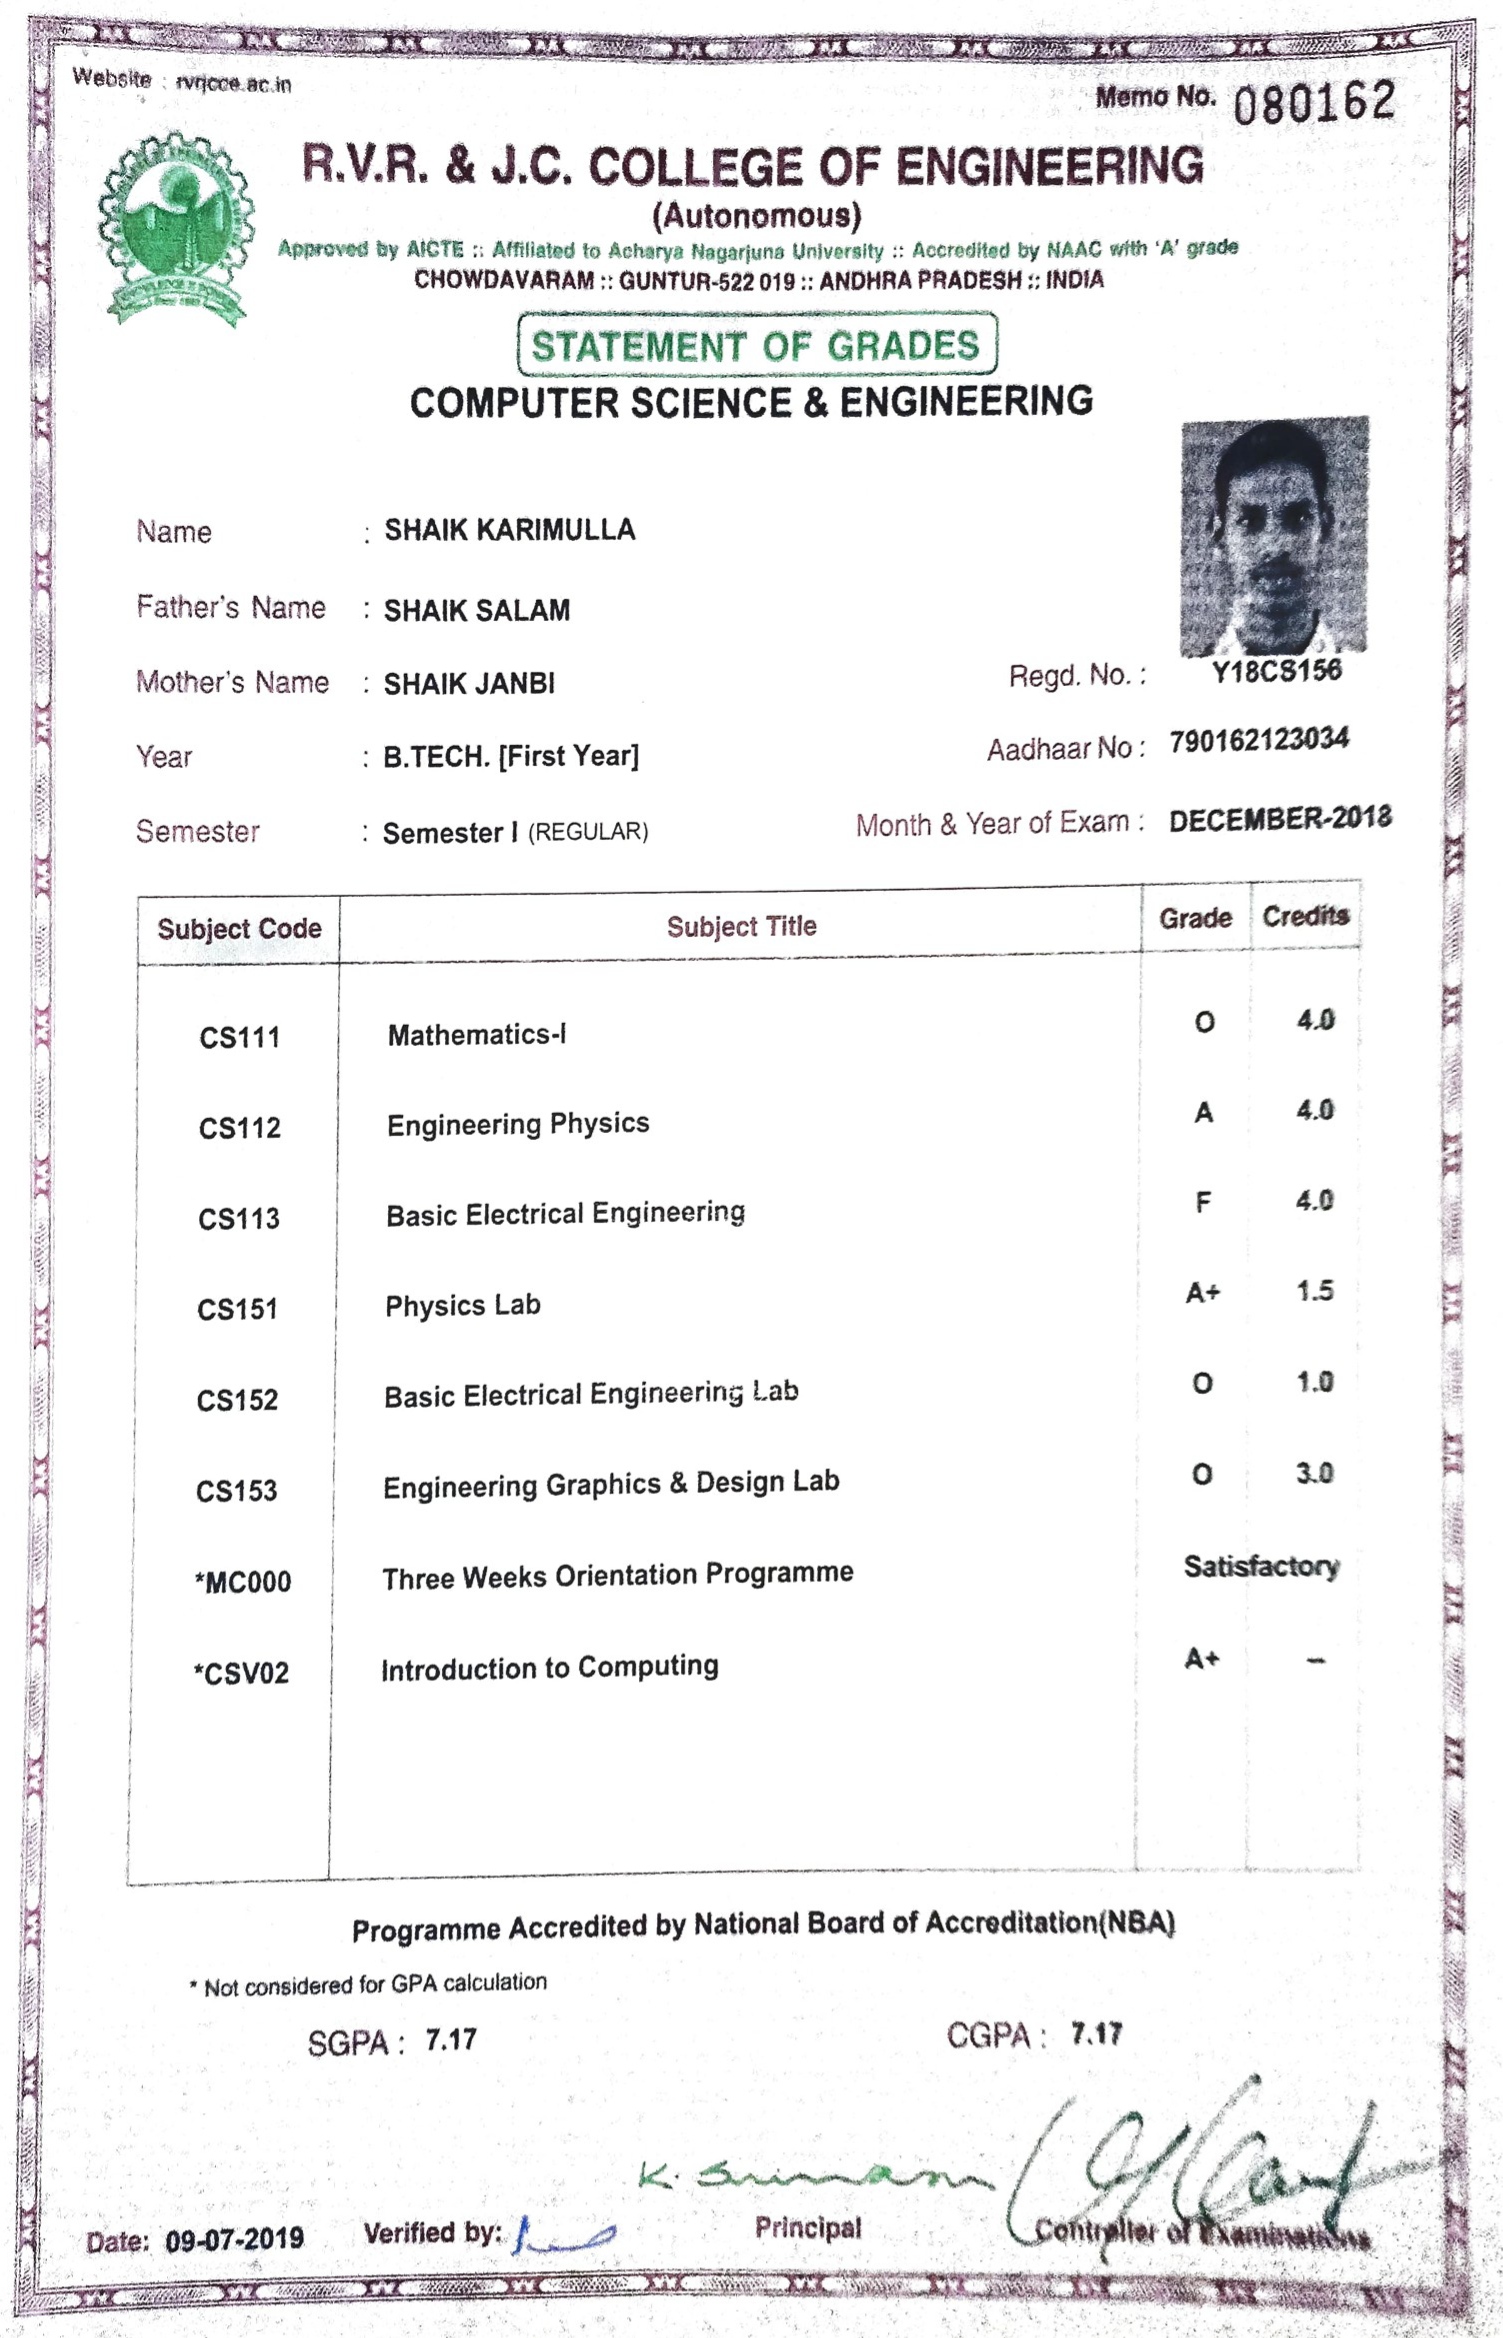 Website : rvrjcce.ac.in
Memo No. 080162
R.V.R. & J.C. COLLEGE OF ENGINEERING
(Autonomous)
Approved by AICTE :: Affiliated to Acharya Nagarjuna University :: Accredited by NAAC with 'A' grade
CHOWDAVARAM :: GUNTUR-522 019 :: ANDHRA PRADESH :: INDIA
STATEMENT OF GRADES
COMPUTER SCIENCE & ENGINEERING
Name : SHAIK KARIMULLA
Father's Name : SHAIK SALAM
Mother's Name : SHAIK JANBI Regd. No. : Y18CS156
Year : B.TECH. [First Year] Aadhaar No : 790162123034
Semester : Semester I (REGULAR) Month & Year of Exam : DECEMBER-2018
Subject Code Subject Title Grade Credits
CS111 Mathematics-I O 4.0
CS112 Engineering Physics A 4.0
CS113 Basic Electrical Engineering F 4.0
CS151 Physics Lab A+ 1.5
CS152 Basic Electrical Engineering Lab O 1.0
CS153 Engineering Graphics & Design Lab O 3.0
*MC000 Three Weeks Orientation Programme Satisfactory
*CSV02 Introduction to Computing A+ –
Programme Accredited by National Board of Accreditation(NBA)
* Not considered for GPA calculation
SGPA : 7.17 CGPA : 7.17
Date: 09-07-2019 Verified by: Principal Controller of Examinations